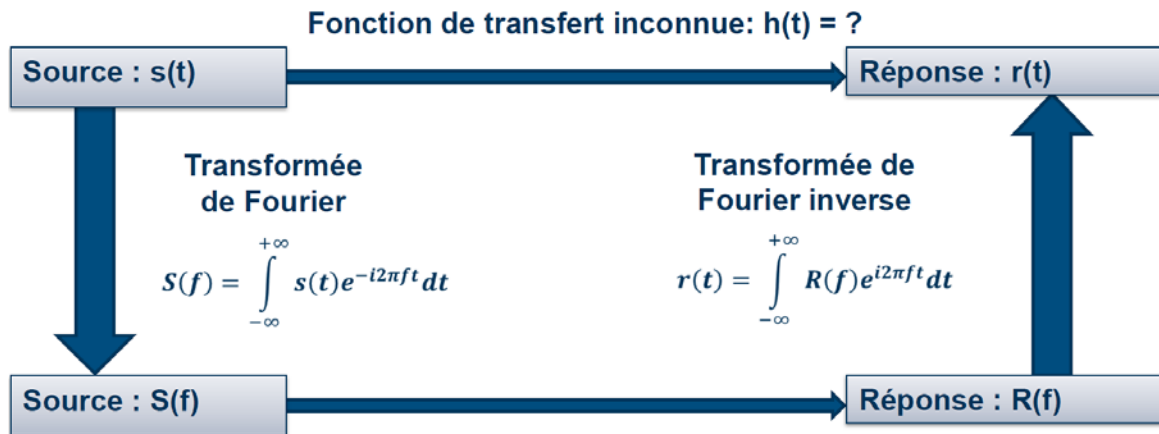 Fonction de transfert inconnue: h(t) = ?
Source : s(t)
Réponse : r(t)
Transformée
de Fourier
S(f) = ∫_{−∞}^{+∞} s(t)e^{−i2πft}dt
Transformée de
Fourier inverse
r(t) = ∫_{−∞}^{+∞} R(f)e^{i2πft}dt
Source : S(f)
Réponse : R(f)